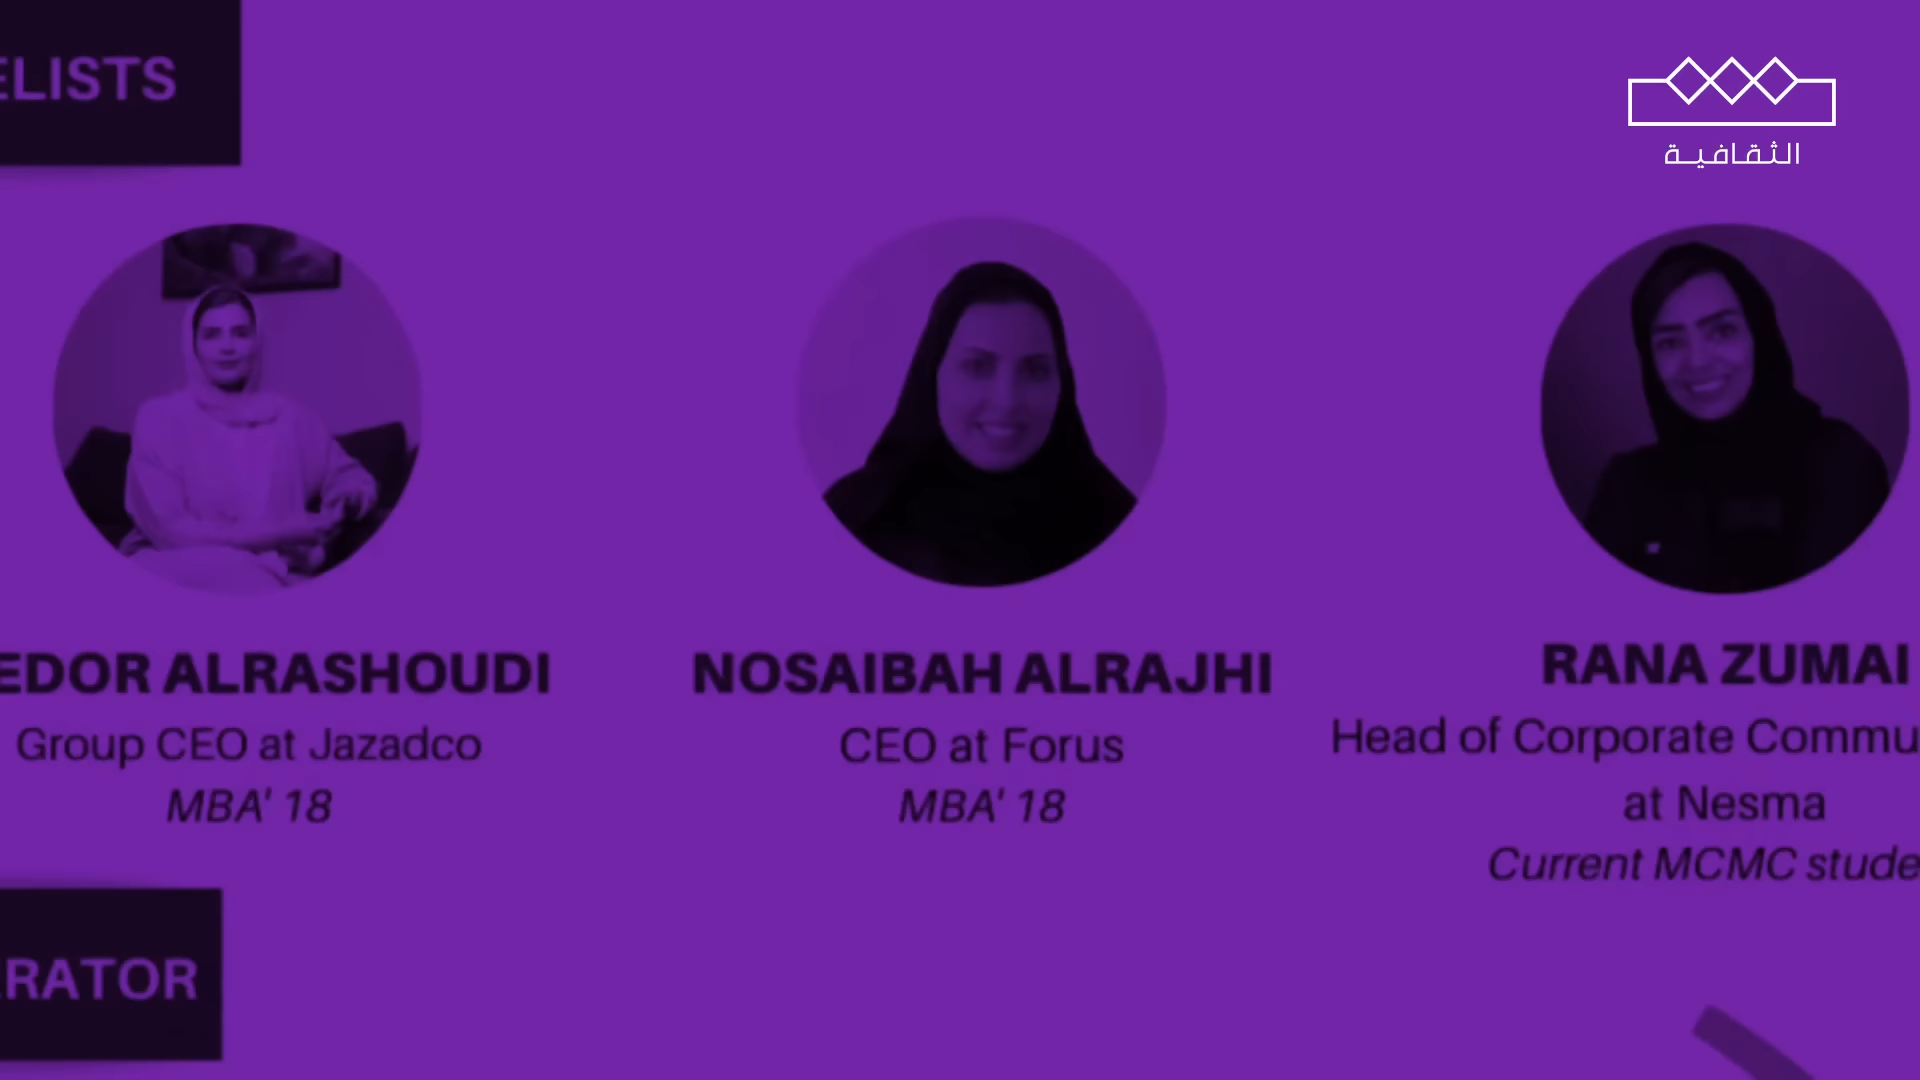 ELISTS
الثقافية
EDOR ALRASHOUDI
Group CEO at Jazadco
MBA' 18
NOSAIBAH ALRAJHI
CEO at Forus
MBA' 18
RANA ZUMAI
Head of Corporate Commu
at Nesma
Current MCMC stude
RATOR